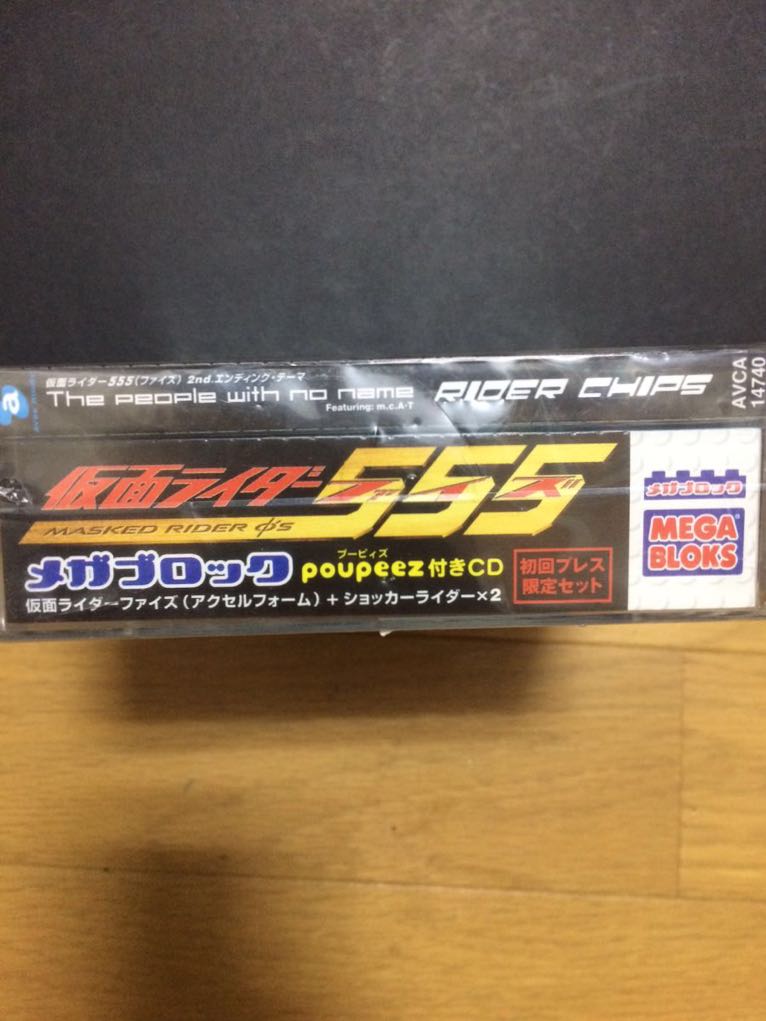 仮面ライダー555(ファイズ) 2nd.エンディング・テーマ
The people with no name
Featuring: m.c.A・T
RIDER CHIPS
AVCA
14740
a
仮面ライダー555
ファイズ
MASKED RIDER φ's
メガブロック
プーピィズ
poupeez付きCD
仮面ライダーファイズ(アクセルフォーム)+ショッカーライダー×2
初回プレス
限定セット
メガブロック
MEGA
BLOKS